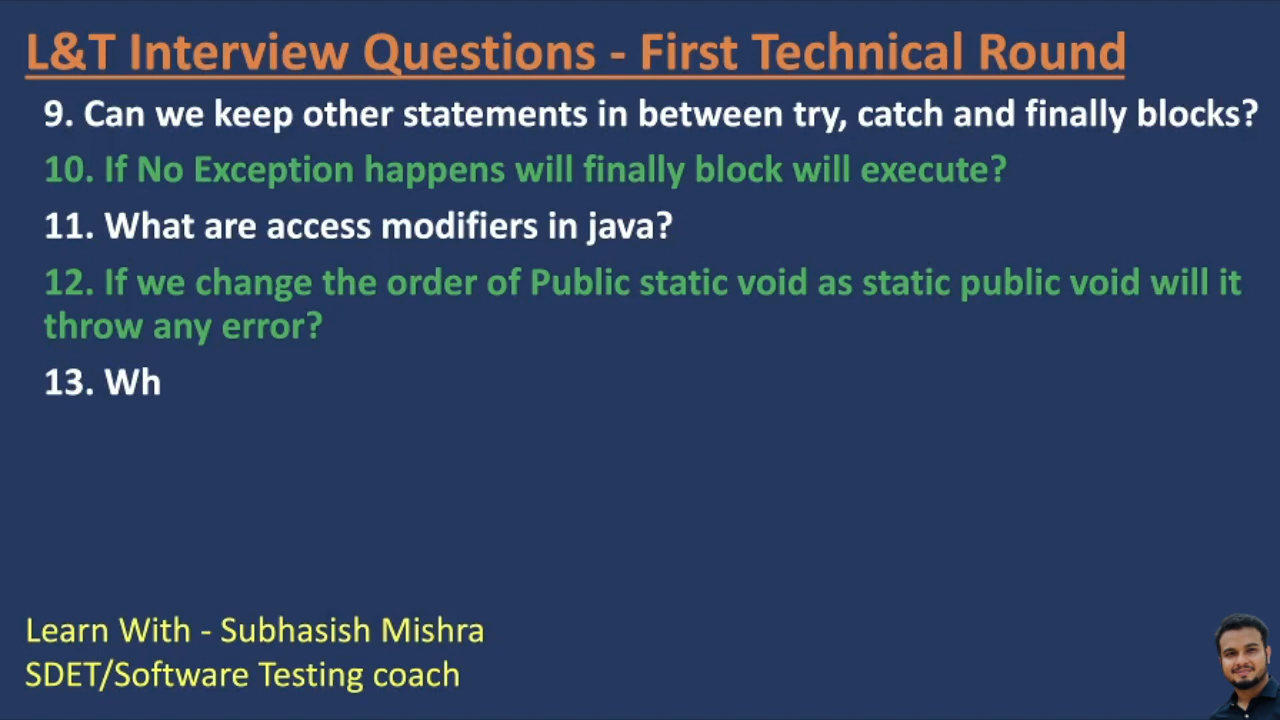 L&T Interview Questions - First Technical Round
9. Can we keep other statements in between try, catch and finally blocks?
10. If No Exception happens will finally block will execute?
11. What are access modifiers in java?
12. If we change the order of Public static void as static public void will it
throw any error?
13. Wh
Learn With - Subhasish Mishra
SDET/Software Testing coach